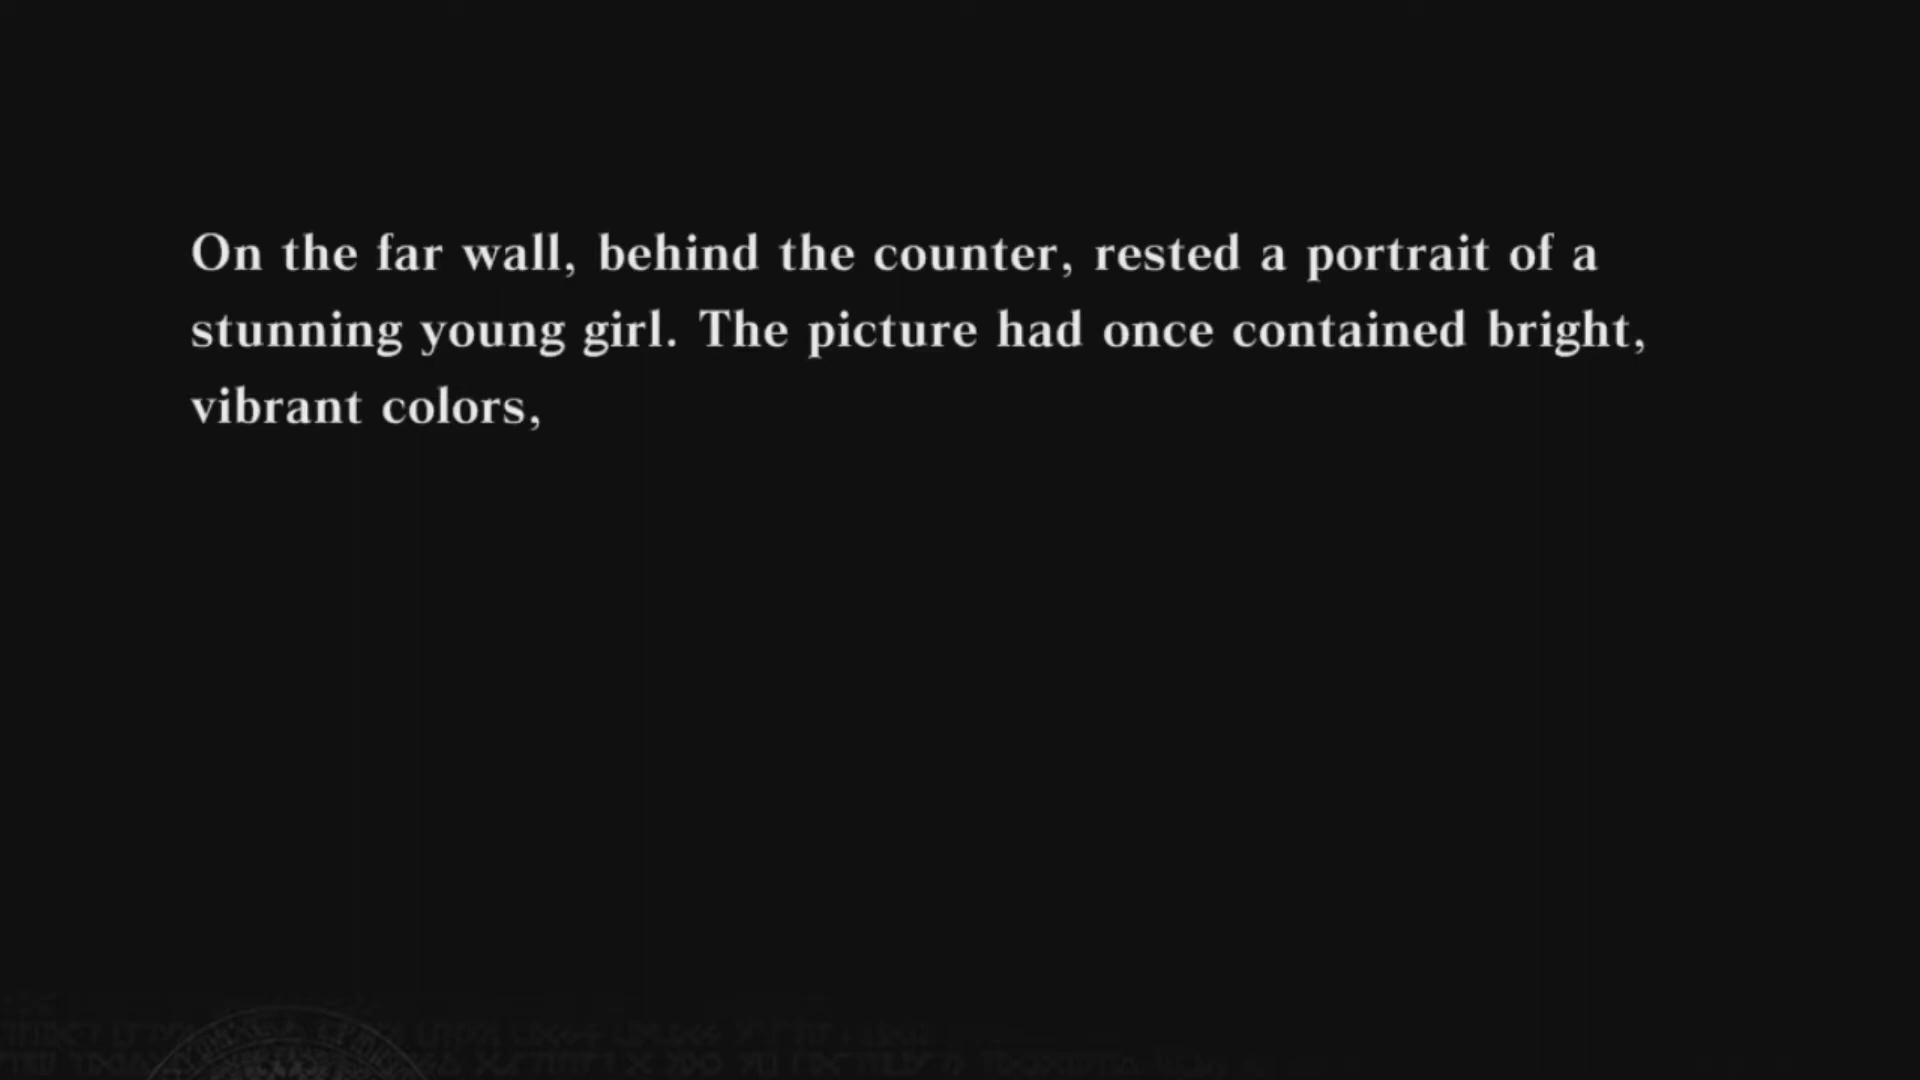 On the far wall, behind the counter, rested a portrait of a
stunning young girl. The picture had once contained bright,
vibrant colors,